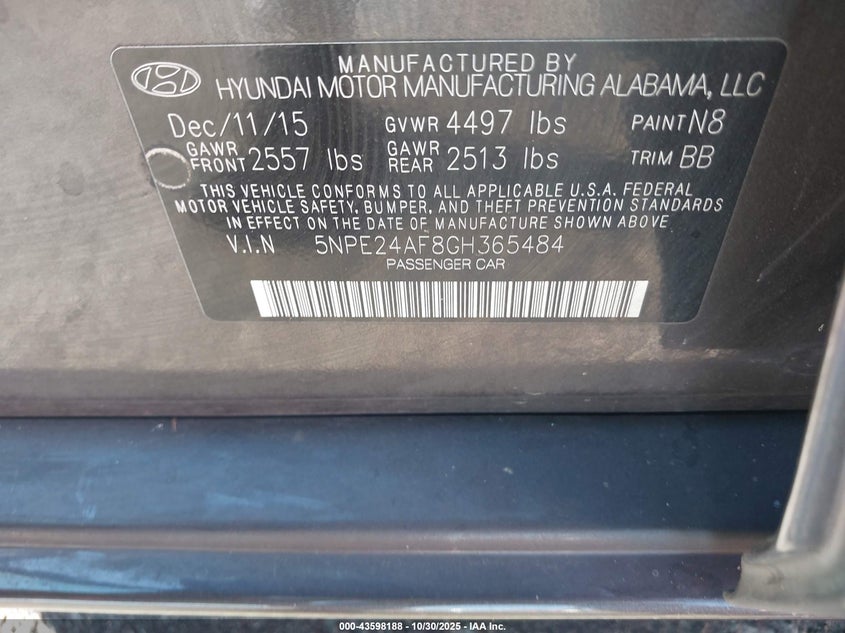 MANUFACTURED BY
HYUNDAI MOTOR MANUFACTURING ALABAMA, LLC
Dec/11/15 GVWR 4497 lbs PAINT N8
GAWR FRONT 2557 lbs GAWR REAR 2513 lbs TRIM BB
THIS VEHICLE CONFORMS TO ALL APPLICABLE U.S.A. FEDERAL
MOTOR VEHICLE SAFETY, BUMPER, AND THEFT PREVENTION STANDARDS
IN EFFECT ON THE DATE OF MANUFACTURE SHOWN ABOVE
V.I.N 5NPE24AF8GH365484
PASSENGER CAR
000-43598188 - 10/30/2025 - IAA Inc.